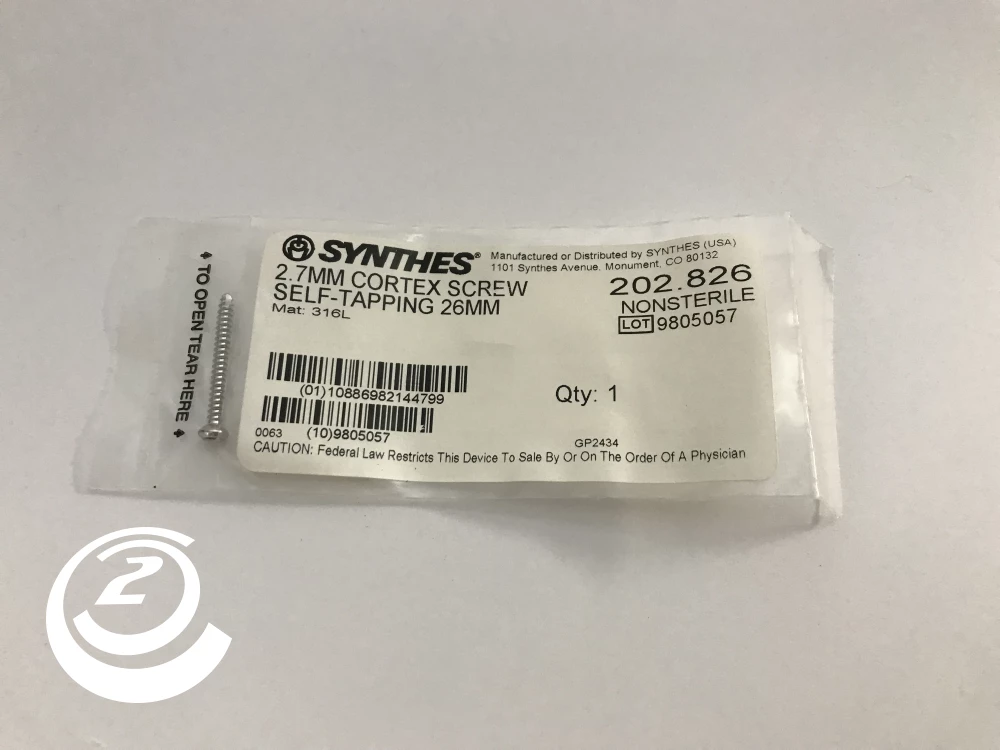 TO OPEN TEAR HERE
SYNTHES®
Manufactured or Distributed by SYNTHES (USA)
1101 Synthes Avenue. Monument, CO 80132
2.7MM CORTEX SCREW
SELF-TAPPING 26MM
Mat: 316L
202.826
NONSTERILE
LOT 9805057
(01)10886982144799
Qty: 1
0063 (10)9805057
GP2434
CAUTION: Federal Law Restricts This Device To Sale By Or On The Order Of A Physician
2